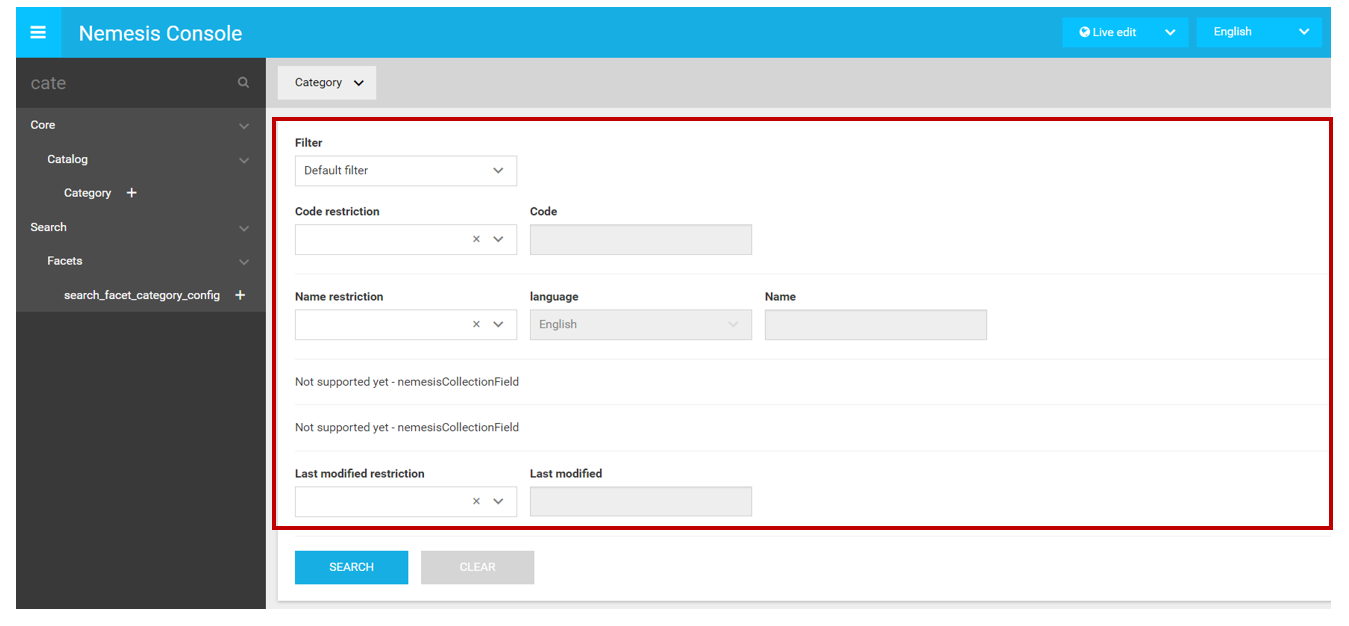 Nemesis Console
Live edit
English
cate
Category
Core
Catalog
Category +
Search
Facets
search_facet_category_config +
Filter
Default filter
Code restriction Code
×
Name restriction language Name
× English
Not supported yet - nemesisCollectionField
Not supported yet - nemesisCollectionField
Last modified restriction Last modified
×
SEARCH CLEAR